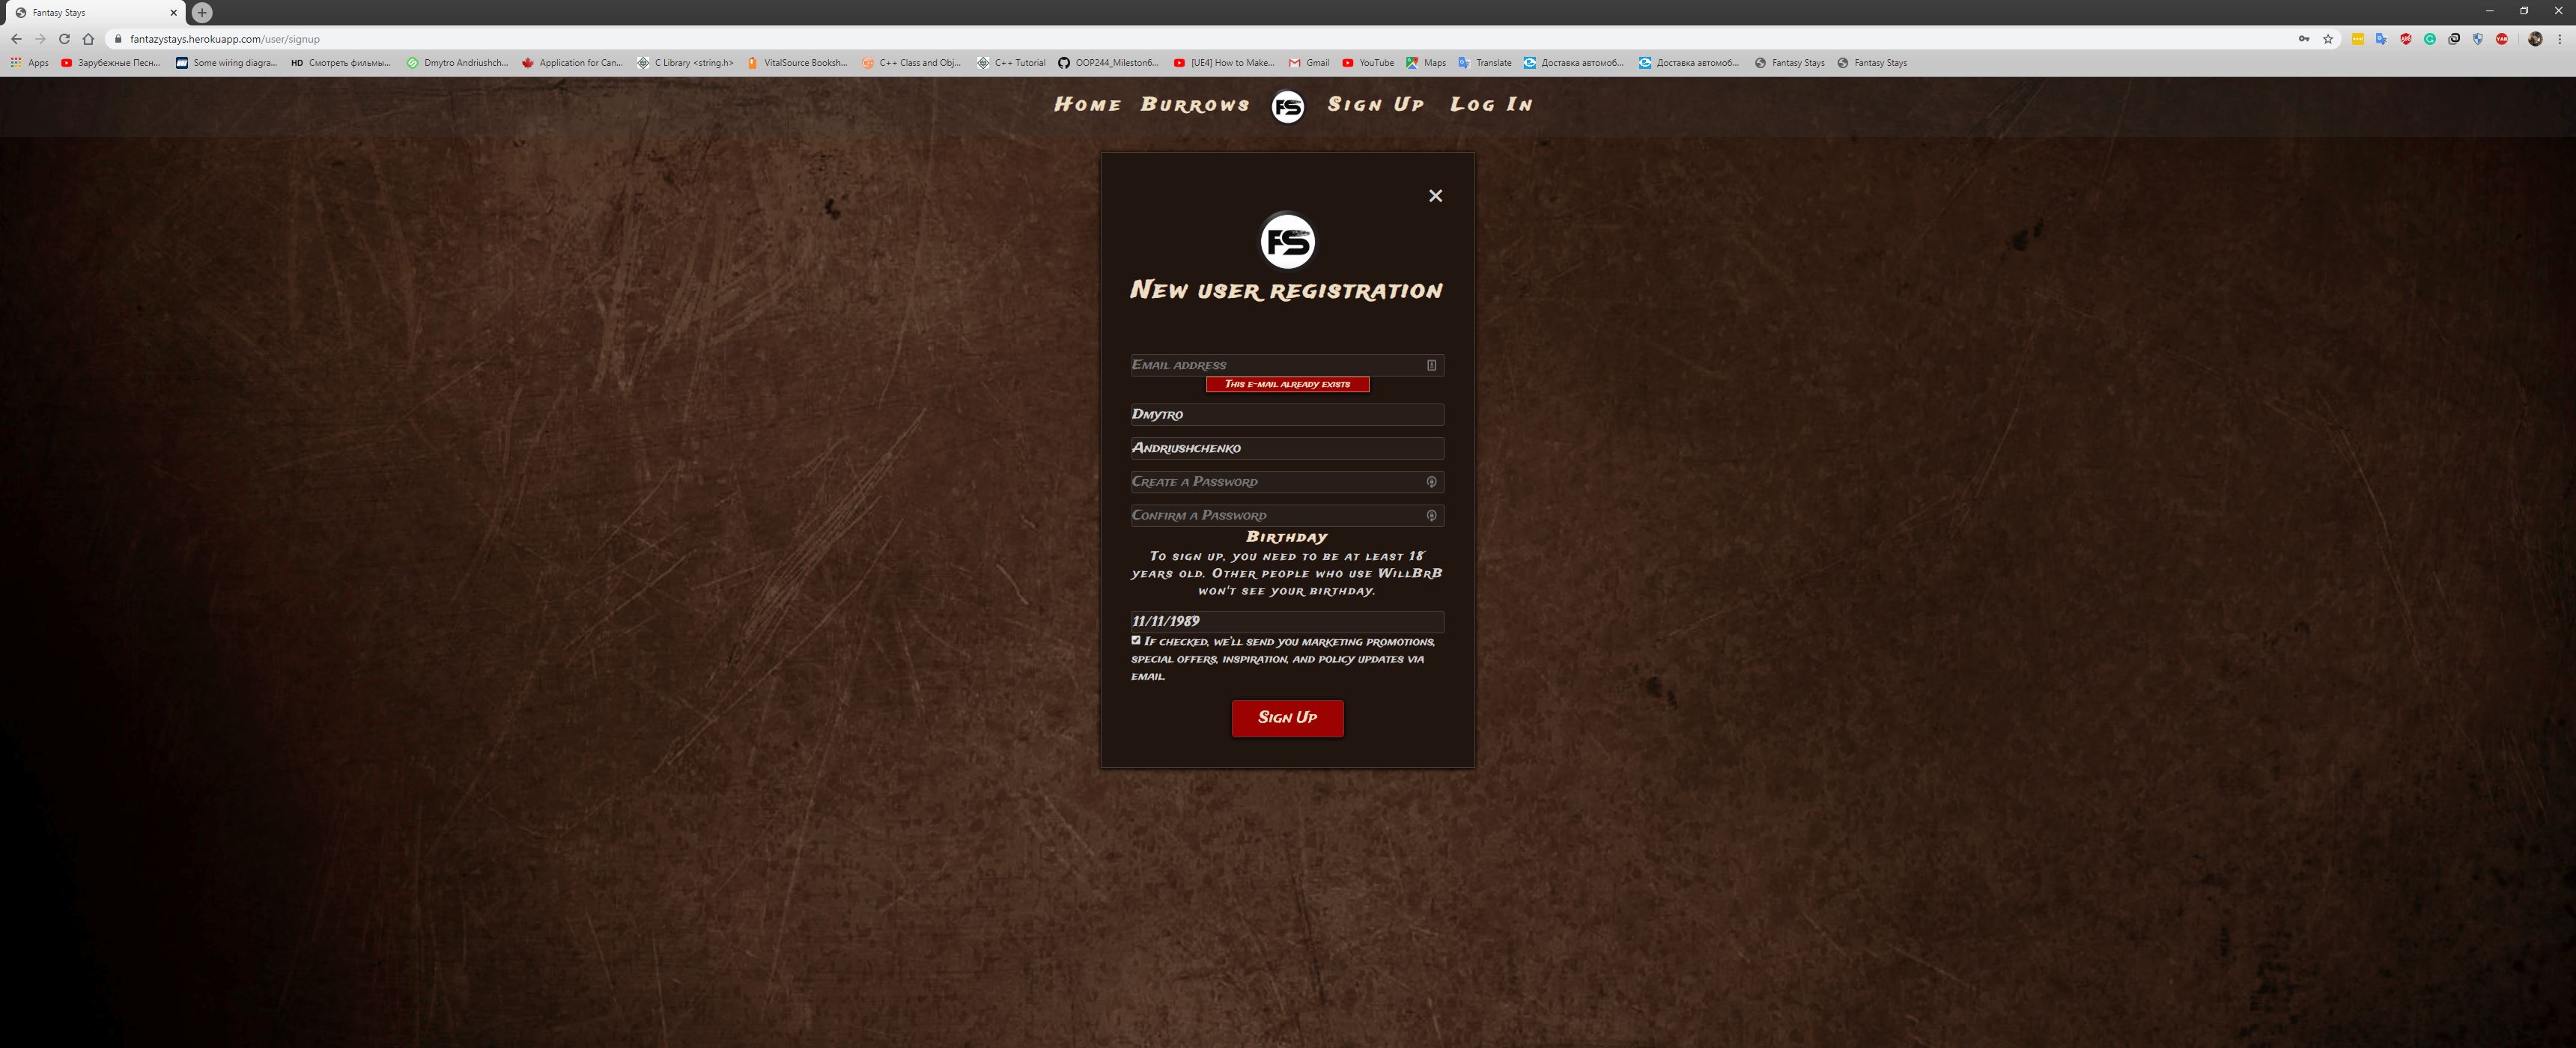 Fantasy Stays
fantazystays.herokuapp.com/user/signup
Apps Зарубежные Песн... Some wiring diagra... HD Смотреть фильмы... Dmytro Andriushch... Application for Can... C Library <string.h> VitalSource Booksh... C++ Class and Obj... C++ Tutorial OOP244_Mileston6... [UE4] How to Make... Gmail YouTube Maps Translate Доставка автомоб... Доставка автомоб... Fantasy Stays Fantasy Stays
Home Burrows FS Sign Up Log In
FS
New user registration
Email address
This e-mail already exists
Dmytro
Andriushchenko
Create a Password
Confirm a Password
Birthday
To sign up, you need to be at least 18
years old. Other people who use WillBrB
won't see your birthday.
11/11/1989
If checked, we'll send you marketing promotions,
special offers, inspiration, and policy updates via
email.
Sign Up